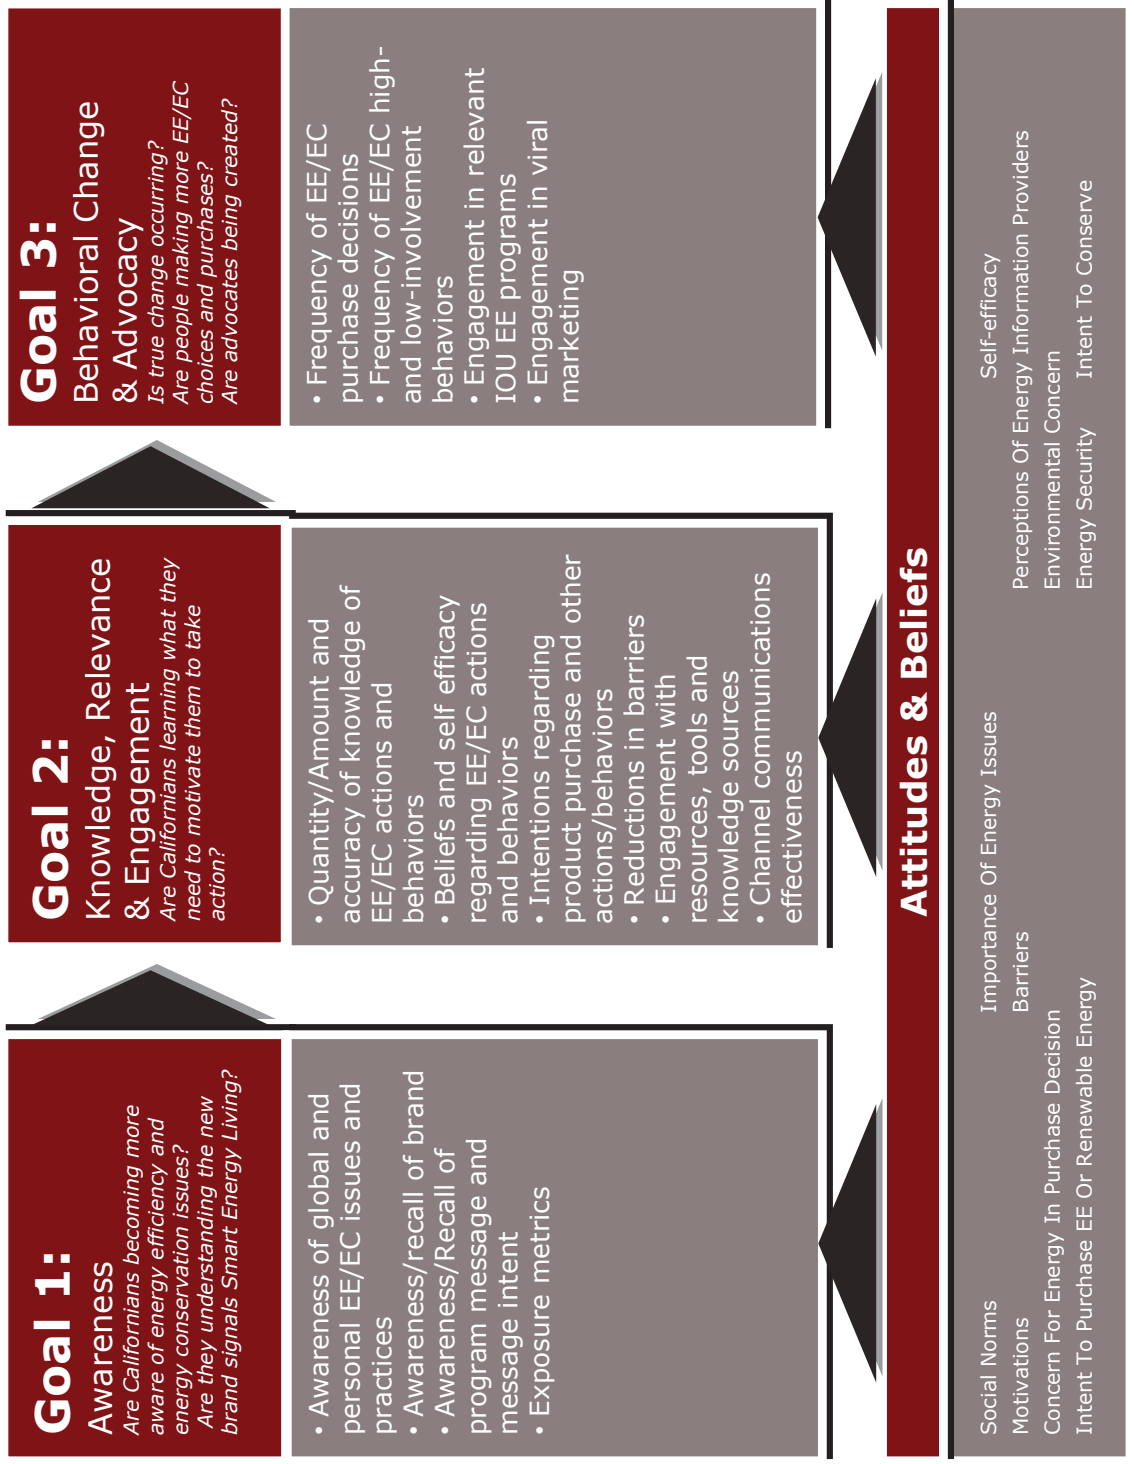 Goal 1:
Awareness
Are Californians becoming more
aware of energy efficiency and
energy conservation issues?
Are they understanding the new
brand signals Smart Energy Living?
• Awareness of global and
personal EE/EC issues and
practices
• Awareness/recall of brand
• Awareness/Recall of
program message and
message intent
• Exposure metrics
Goal 2:
Knowledge, Relevance
& Engagement
Are Californians learning what they
need to motivate them to take
action?
• Quantity/Amount and
accuracy of knowledge of
EE/EC actions and
behaviors
• Beliefs and self efficacy
regarding EE/EC actions
and behaviors
• Intentions regarding
product purchase and other
actions/behaviors
• Reductions in barriers
• Engagement with
resources, tools and
knowledge sources
• Channel communications
effectiveness
Goal 3:
Behavioral Change
& Advocacy
Is true change occurring?
Are people making more EE/EC
choices and purchases?
Are advocates being created?
• Frequency of EE/EC
purchase decisions
• Frequency of EE/EC high-
and low-involvement
behaviors
• Engagement in relevant
IOU EE programs
• Engagement in viral
marketing
Attitudes & Beliefs
Social Norms Importance Of Energy Issues Self-efficacy
Motivations Barriers Perceptions Of Energy Information Providers
Concern For Energy In Purchase Decision Environmental Concern
Intent To Purchase EE Or Renewable Energy Energy Security Intent To Conserve